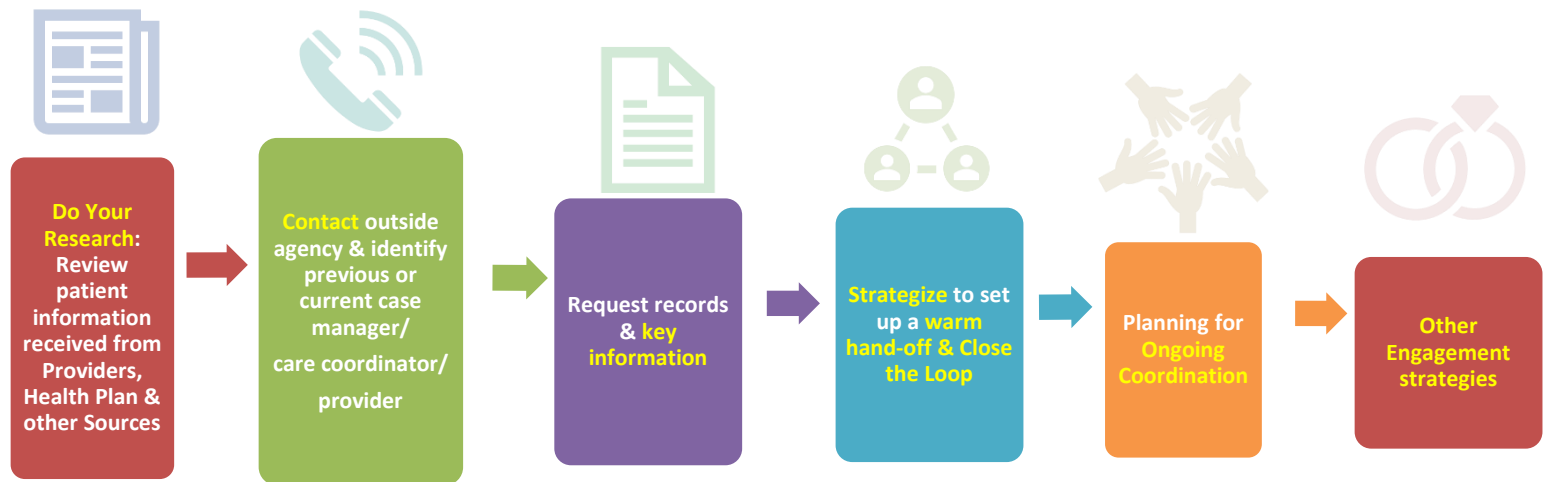 Do Your
Research:
Review
patient
information
received from
Providers,
Health Plan &
other Sources
Contact outside
agency & identify
previous or
current case
manager/
care coordinator/
provider
Request records
& key
information
Strategize to set
up a warm
hand-off & Close
the Loop
Planning for
Ongoing
Coordination
Other
Engagement
strategies